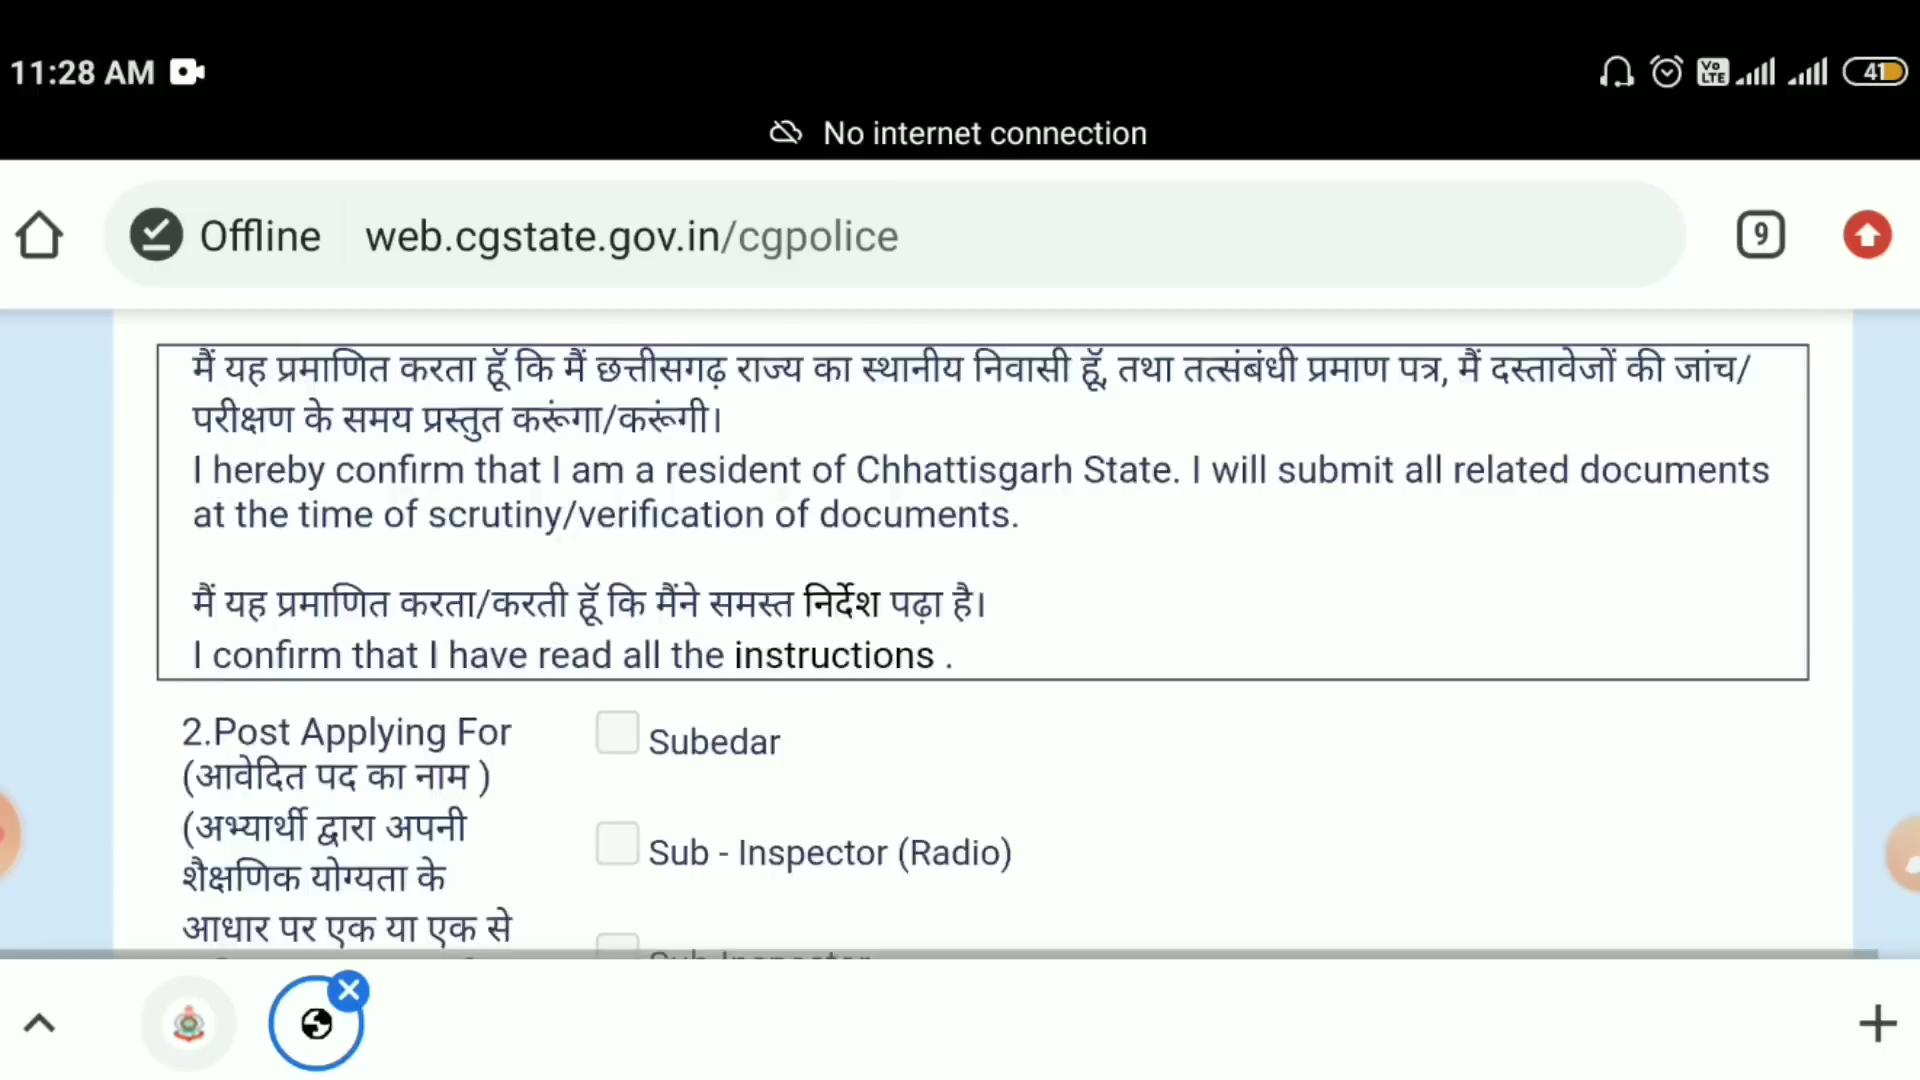 11:28 AM
Vo LTE
41
No internet connection
Offline web.cgstate.gov.in/cgpolice
9
मैं यह प्रमाणित करता हूॅं कि मैं छत्तीसगढ़ राज्य का स्थानीय निवासी हूॅं, तथा तत्संबंधी प्रमाण पत्र, मैं दस्तावेजों की जांच/
परीक्षण के समय प्रस्तुत करूंगा/करूंगी।
I hereby confirm that I am a resident of Chhattisgarh State. I will submit all related documents
at the time of scrutiny/verification of documents.
मैं यह प्रमाणित करता/करती हूॅं कि मैंने समस्त निर्देश पढ़ा है।
I confirm that I have read all the instructions .
2.Post Applying For
(आवेदित पद का नाम )
(अभ्यार्थी द्वारा अपनी
शैक्षणिक योग्यता के
आधार पर एक या एक से
Subedar
Sub - Inspector (Radio)